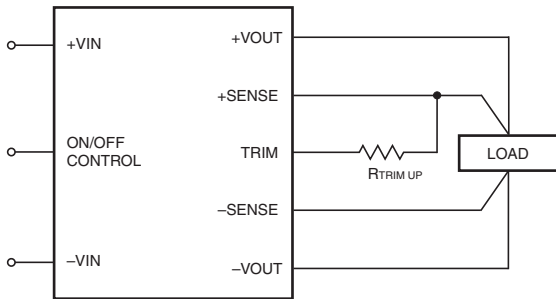 +VIN
+VOUT
+SENSE
ON/OFF
CONTROL
TRIM
LOAD
RTRIM UP
–SENSE
–VIN
–VOUT